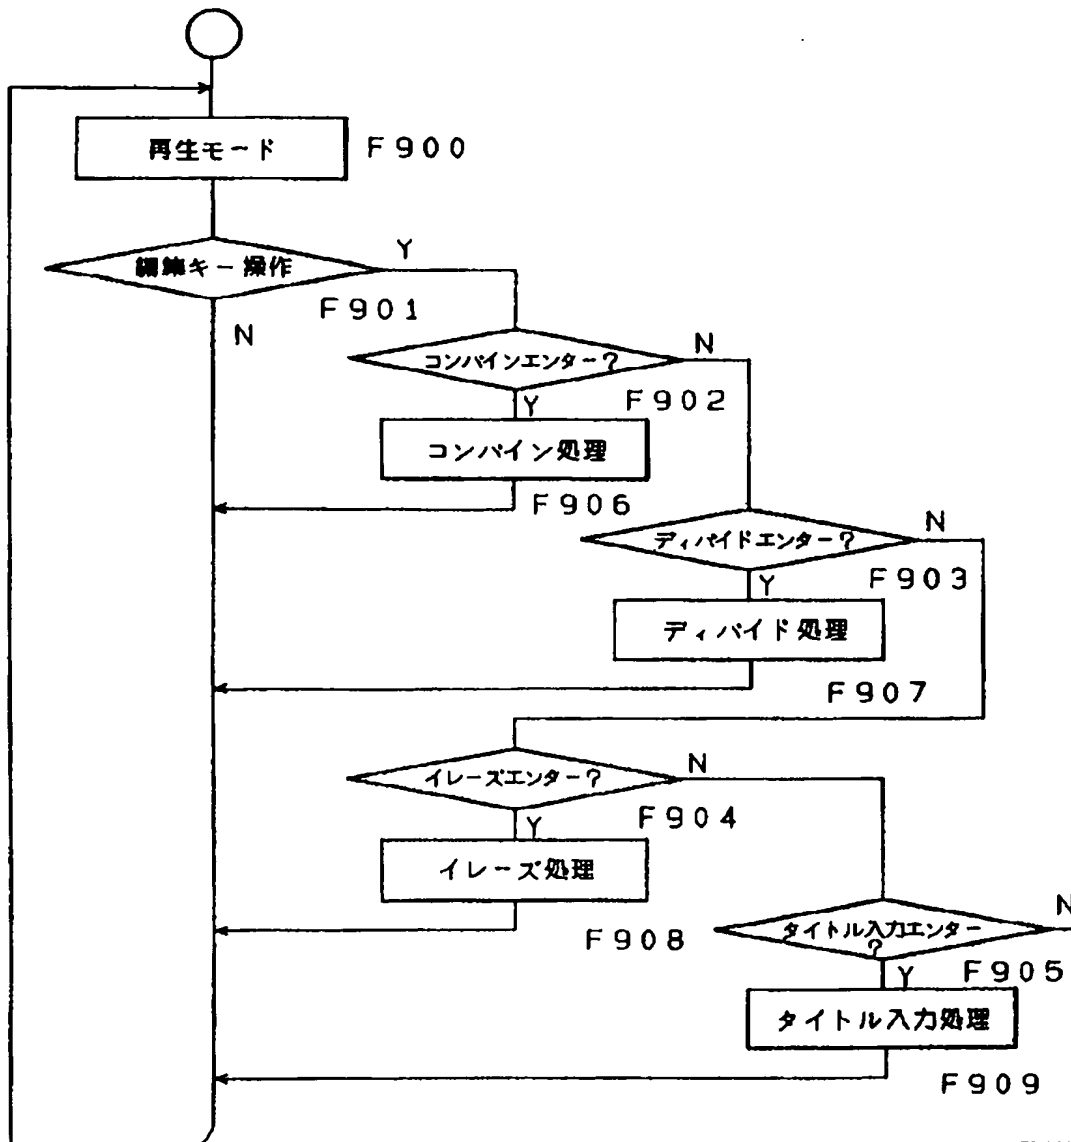 再生モード
F900
編集キー操作
Y
F901
N
コンバインエンター?
N
F902
Y
コンバイン処理
F906
ディバイドエンター?
N
F903
Y
ディバイド処理
F907
イレーズエンター?
N
F904
Y
イレーズ処理
F908
タイトル入力エンター
?
N
F905
Y
タイトル入力処理
F909